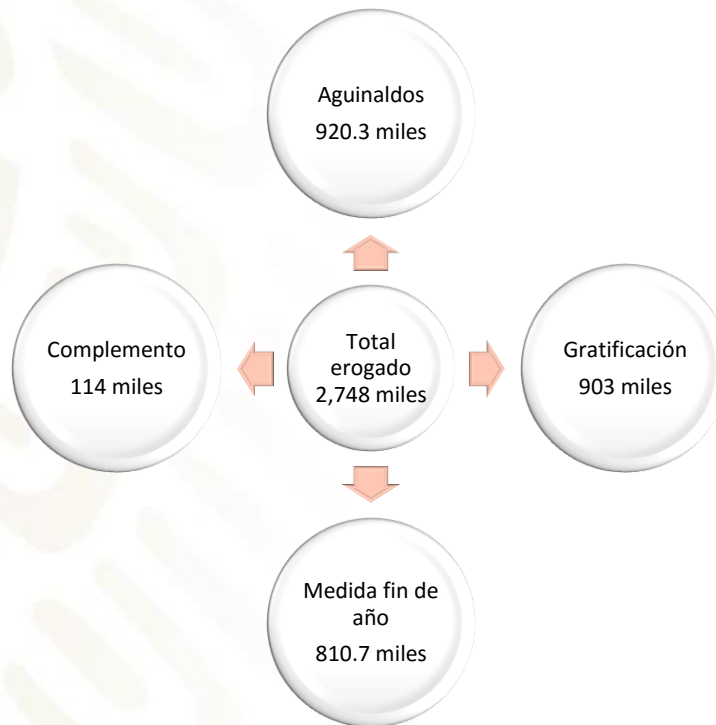 Aguinaldos
920.3 miles
Complemento
114 miles
Total
erogado
2,748 miles
Gratificación
903 miles
Medida fin de
año
810.7 miles